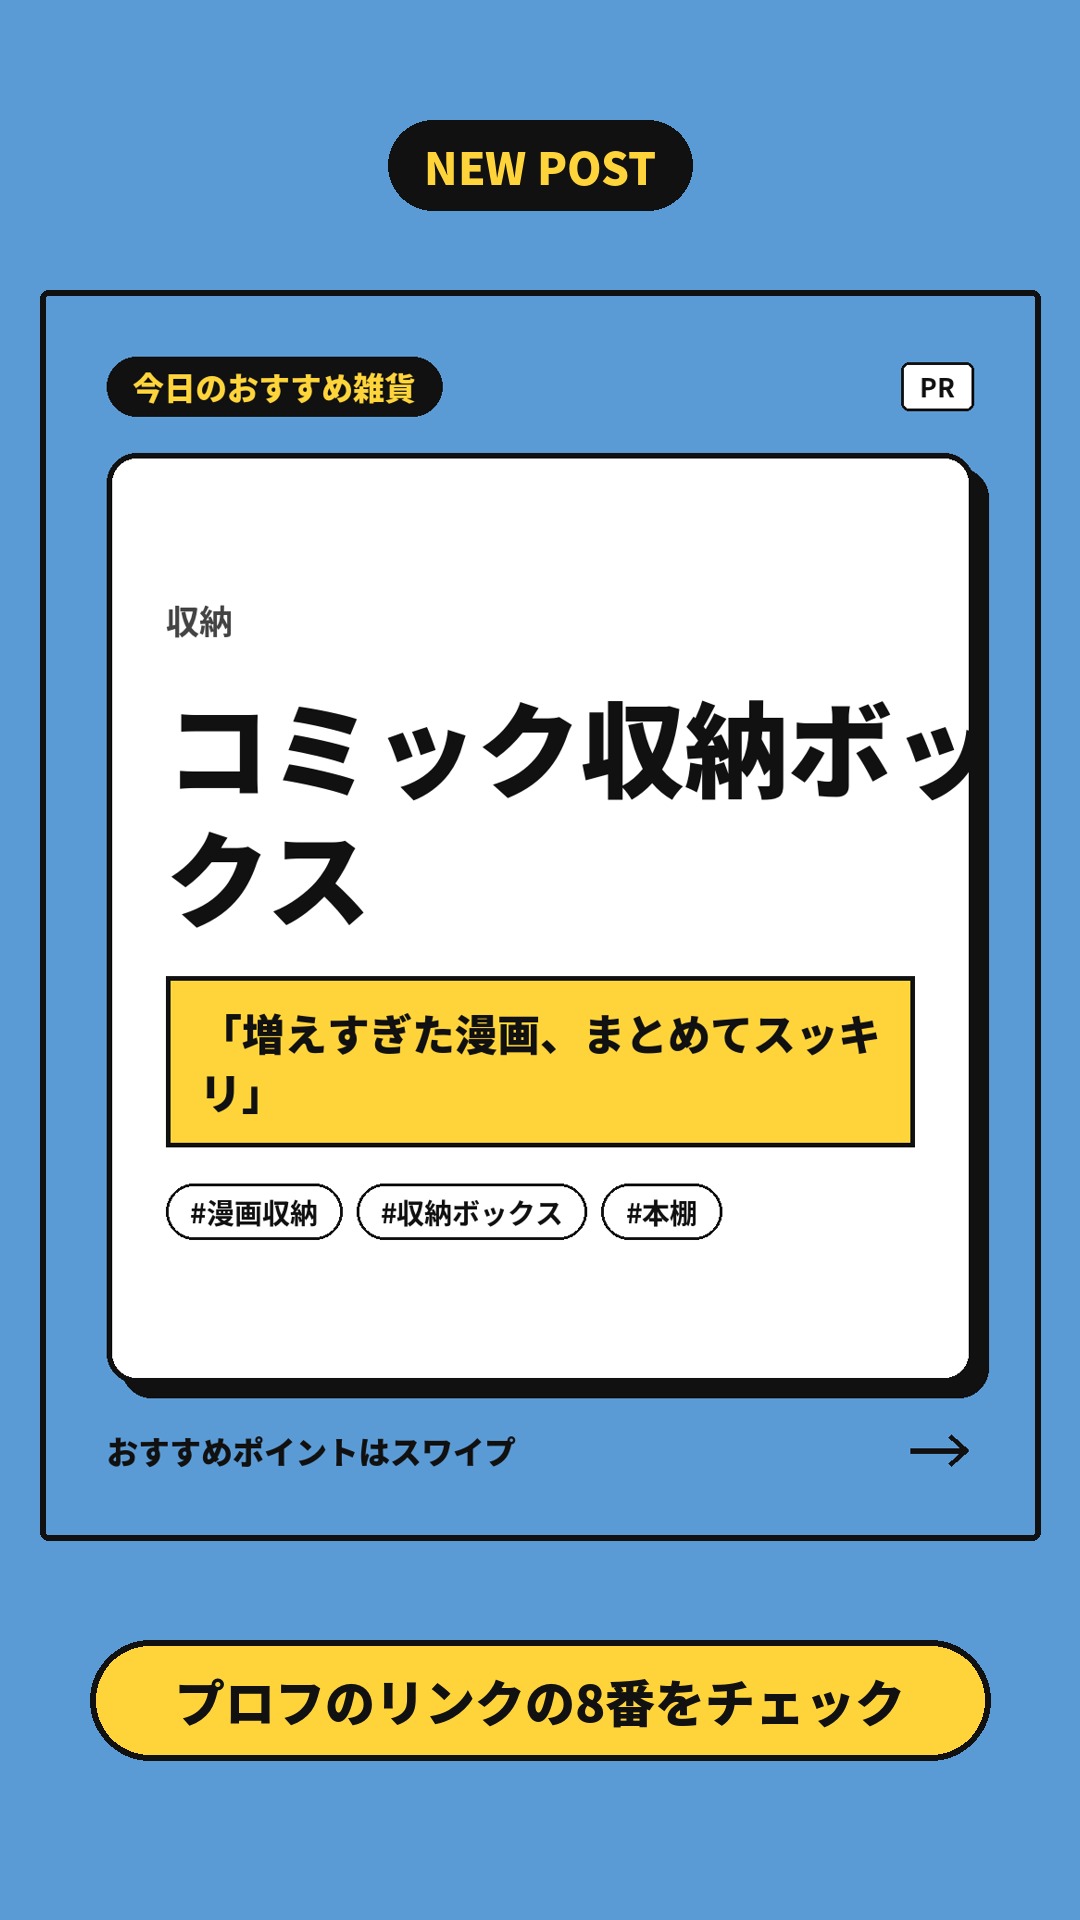 NEW POST
今日のおすすめ雑貨
PR
収納
コミック収納ボッ
クス
「増えすぎた漫画、まとめてスッキ
リ」
#漫画収納 #収納ボックス #本棚
おすすめポイントはスワイプ →
プロフのリンクの8番をチェック